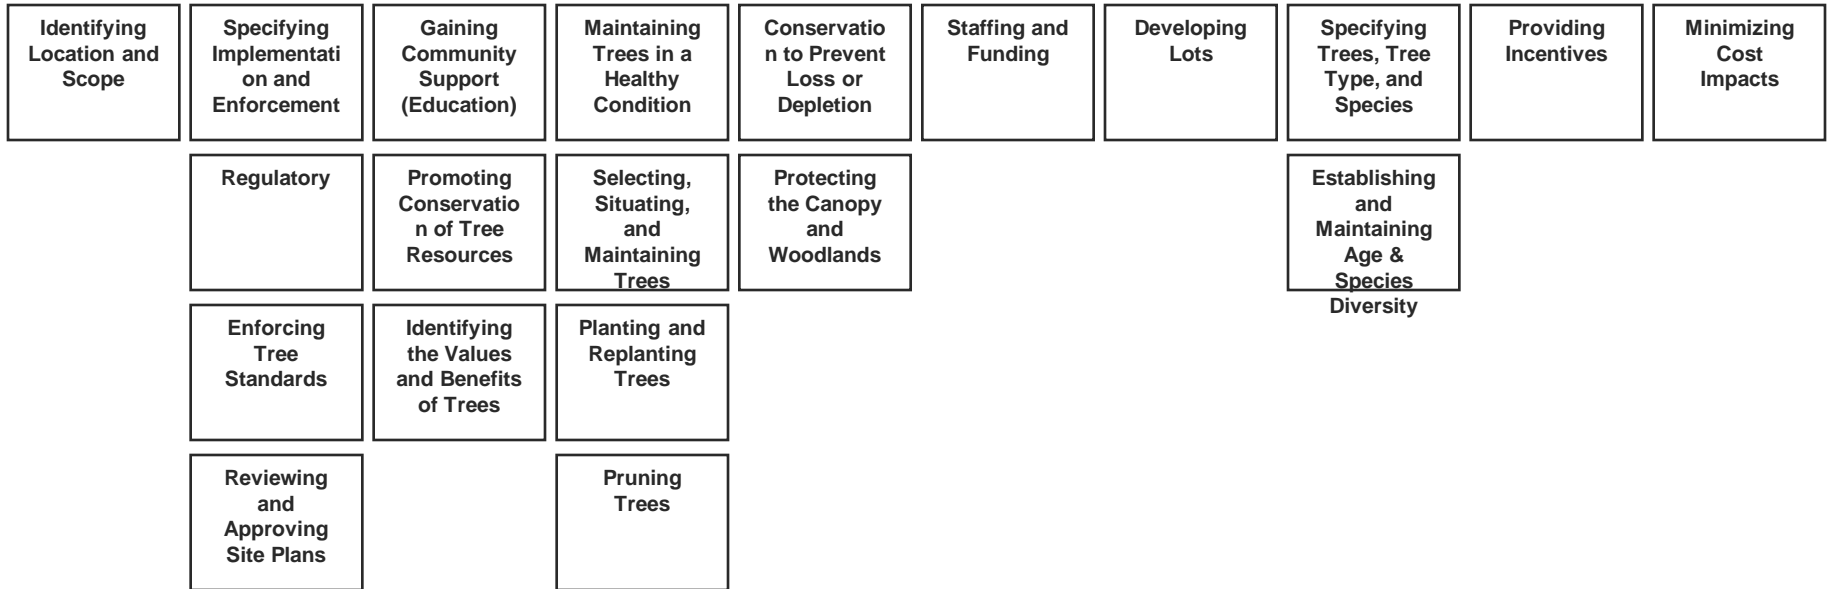 Identifying
Location and
Scope
Specifying
Implementati
on and
Enforcement
Gaining
Community
Support
(Education)
Maintaining
Trees in a
Healthy
Condition
Conservatio
n to Prevent
Loss or
Depletion
Staffing and
Funding
Developing
Lots
Specifying
Trees, Tree
Type, and
Species
Providing
Incentives
Minimizing
Cost
Impacts
Regulatory
Promoting
Conservatio
n of Tree
Resources
Selecting,
Situating,
and
Maintaining
Trees
Protecting
the Canopy
and
Woodlands
Establishing
and
Maintaining
Age &
Species
Diversity
Enforcing
Tree
Standards
Identifying
the Values
and Benefits
of Trees
Planting and
Replanting
Trees
Reviewing
and
Approving
Site Plans
Pruning
Trees